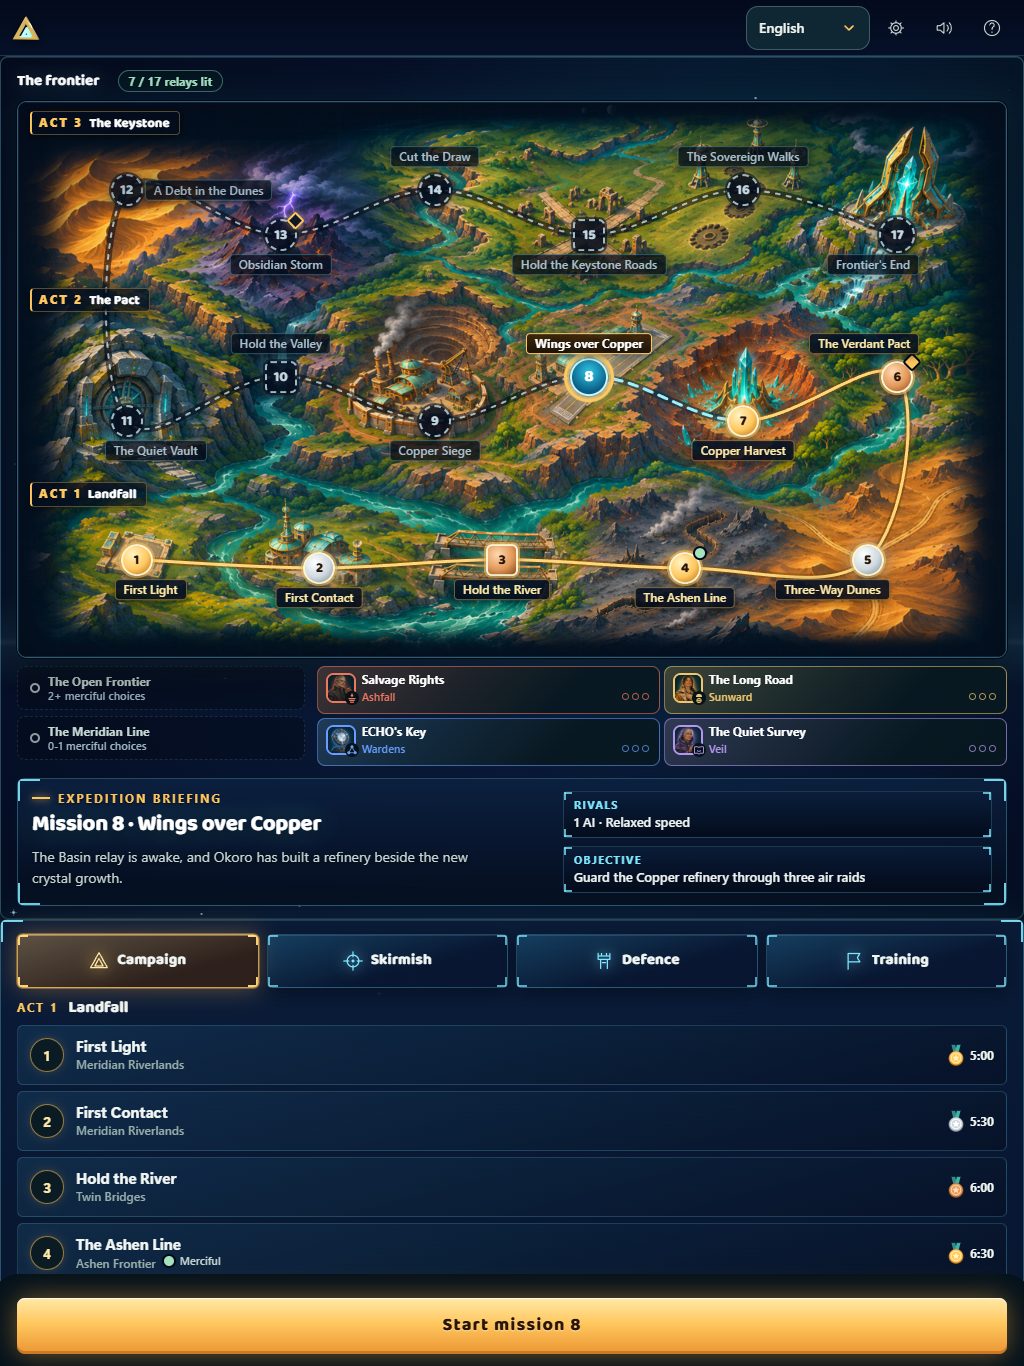 English
The frontier
7 / 17 relays lit
ACT 3 The Keystone
Cut the Draw
The Sovereign Walks
12
A Debt in the Dunes
14
16
13
15
17
Obsidian Storm
Hold the Keystone Roads
Frontier's End
ACT 2 The Pact
Hold the Valley
Wings over Copper
The Verdant Pact
10
8
6
11
9
7
The Quiet Vault
Copper Siege
Copper Harvest
ACT 1 Landfall
1
2
3
4
5
First Light
First Contact
Hold the River
The Ashen Line
Three-Way Dunes
The Open Frontier
2+ merciful choices
Salvage Rights
Ashfall
The Long Road
Sunward
The Meridian Line
0-1 merciful choices
ECHO's Key
Wardens
The Quiet Survey
Veil
EXPEDITION BRIEFING
Mission 8 · Wings over Copper
The Basin relay is awake, and Okoro has built a refinery beside the new
crystal growth.
RIVALS
1 AI · Relaxed speed
OBJECTIVE
Guard the Copper refinery through three air raids
Campaign
Skirmish
Defence
Training
ACT 1 Landfall
1
First Light
Meridian Riverlands
5:00
2
First Contact
Meridian Riverlands
5:30
3
Hold the River
Twin Bridges
6:00
4
The Ashen Line
Ashen Frontier
Merciful
6:30
Start mission 8